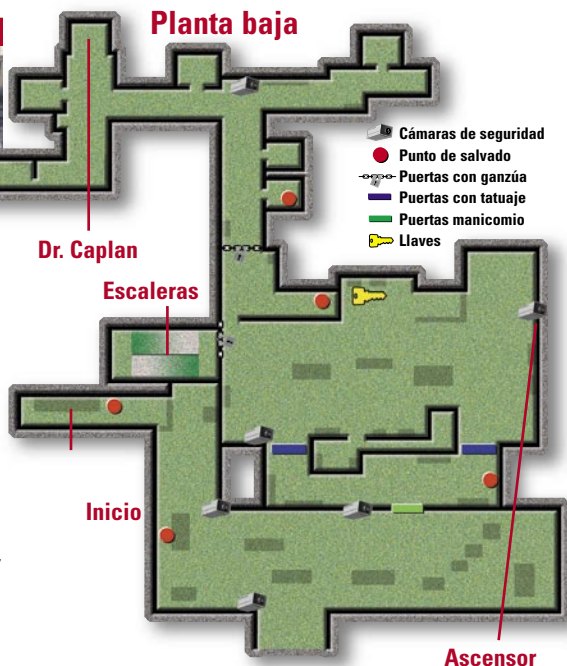 Planta baja
Cámaras de seguridad
Punto de salvado
Puertas con ganzúa
Puertas con tatuaje
Puertas manicomio
Llaves
Dr. Caplan
Escaleras
Inicio
Ascensor